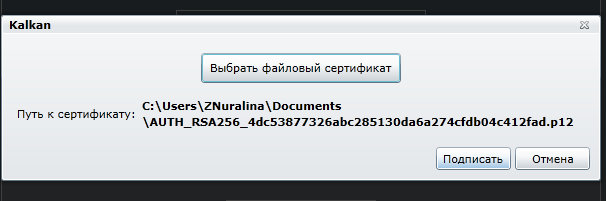 Kalkan
Выбрать файловый сертификат
Путь к сертификату:
C:\Users\ZNuralina\Documents
\AUTH_RSA256_4dc53877326abc285130da6a274cfdb04c412fad.p12
Подписать
Отмена